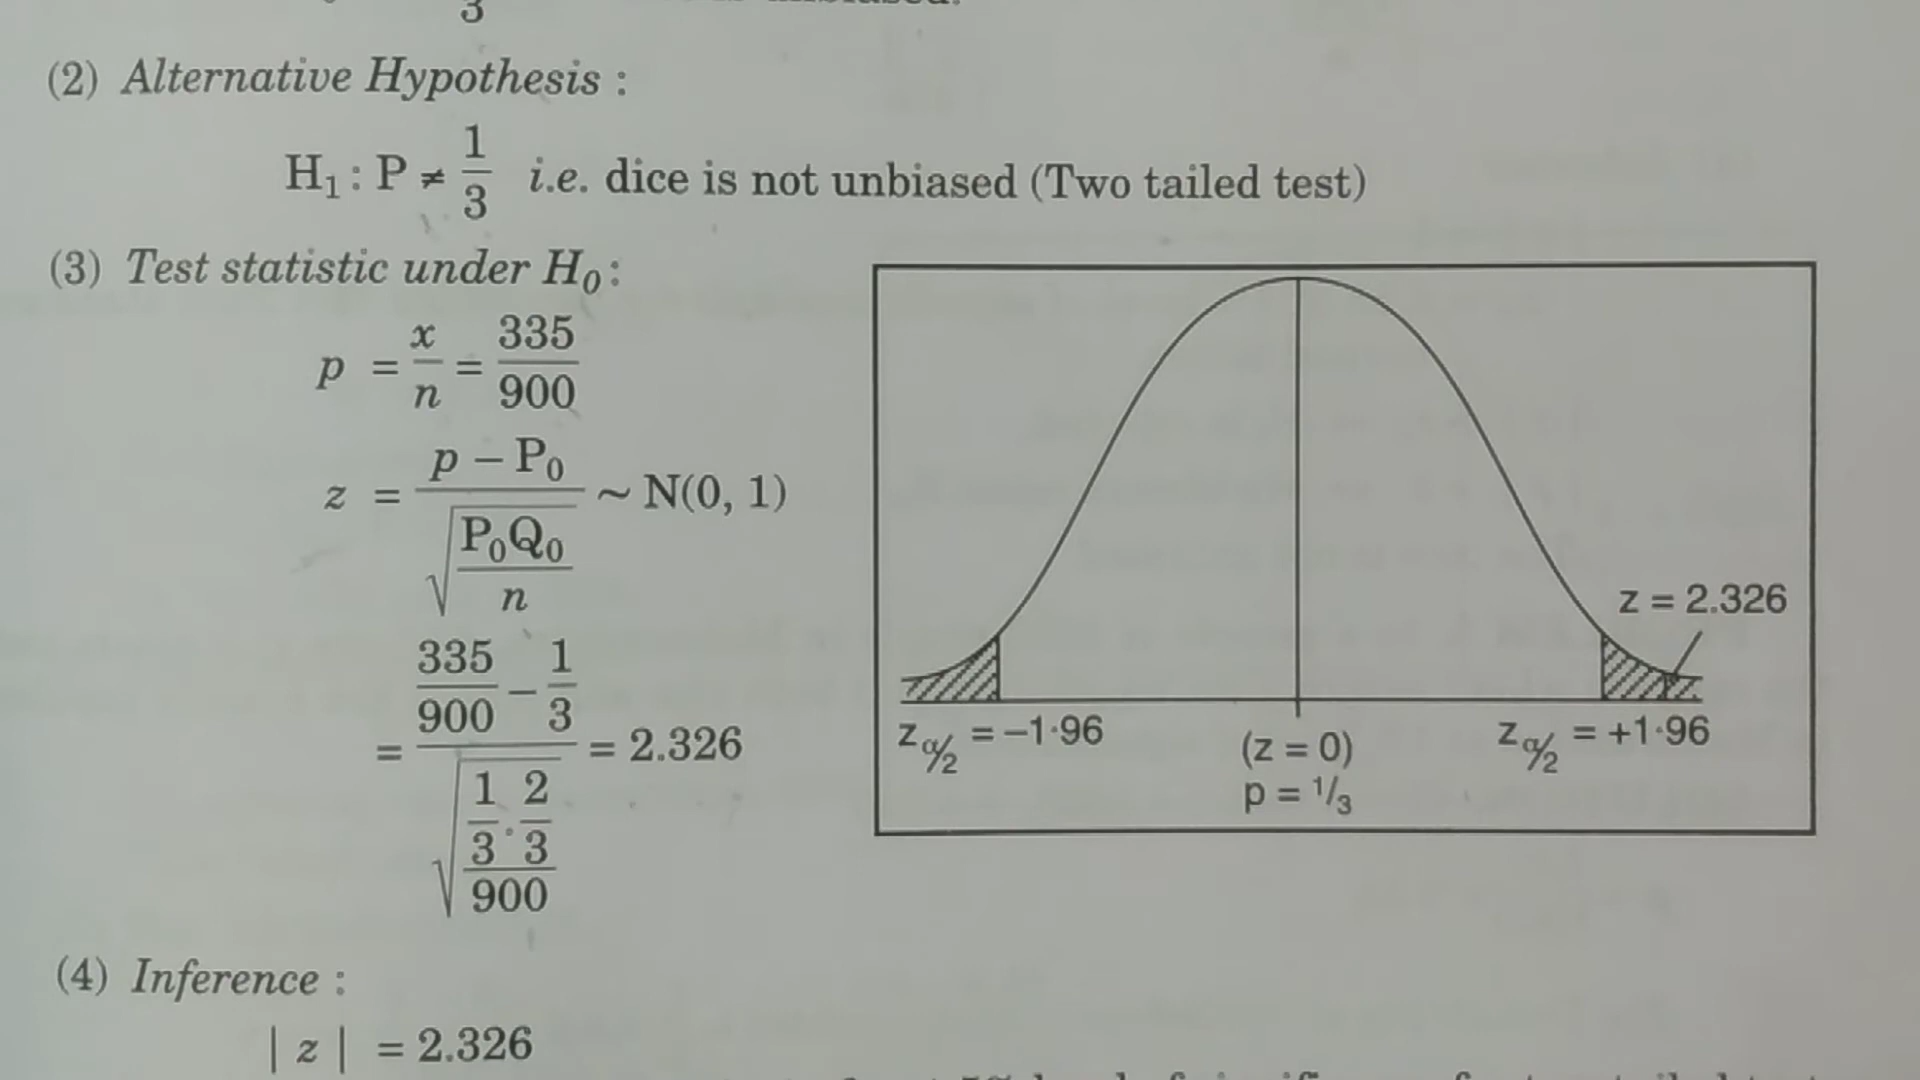 3
(2) Alternative Hypothesis :
H₁ : P ≠ 1/3 i.e. dice is not unbiased (Two tailed test)
(3) Test statistic under H₀ :
p = x/n = 335/900
z = (p – P₀)/√(P₀Q₀/n) ~ N(0, 1)
= (335/900 – 1/3)/√((1/3 . 2/3)/900) = 2.326
z = 2.326
z α/2 = –1·96
(z = 0)
p = 1/3
z α/2 = +1·96
(4) Inference :
| z | = 2.326